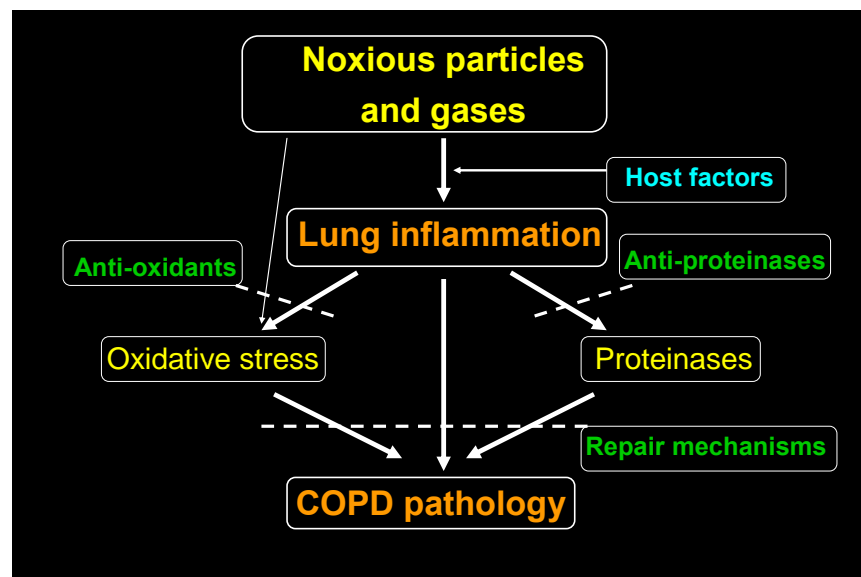 Noxious particles
and gases
Host factors
Lung inflammation
Anti-oxidants
Anti-proteinases
Oxidative stress
Proteinases
Repair mechanisms
COPD pathology